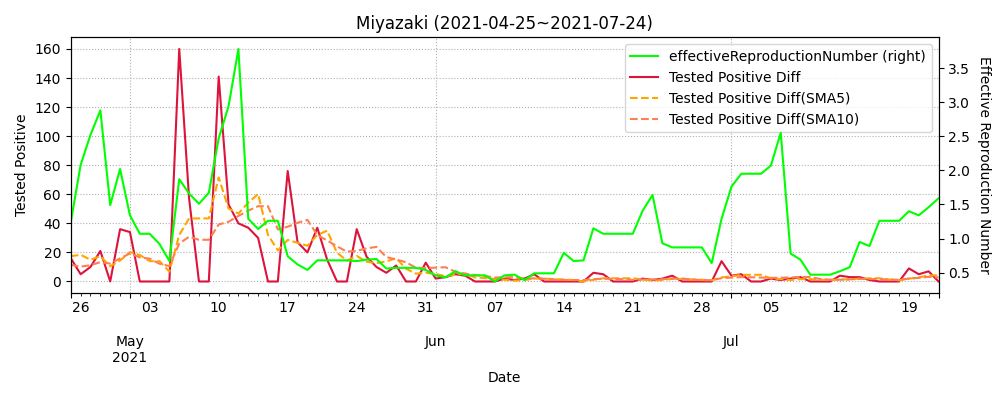 Miyazaki (2021-04-25~2021-07-24)
effectiveReproductionNumber (right)
Tested Positive Diff
Tested Positive Diff(SMA5)
Tested Positive Diff(SMA10)
Tested Positive
160
140
120
100
80
60
40
20
0
3.5
3.0
2.5
2.0
1.5
1.0
0.5
Effective Reproduction Number
26 03 10 17 24 31 07 14 21 28 05 12 19
May Jun Jul
2021
Date